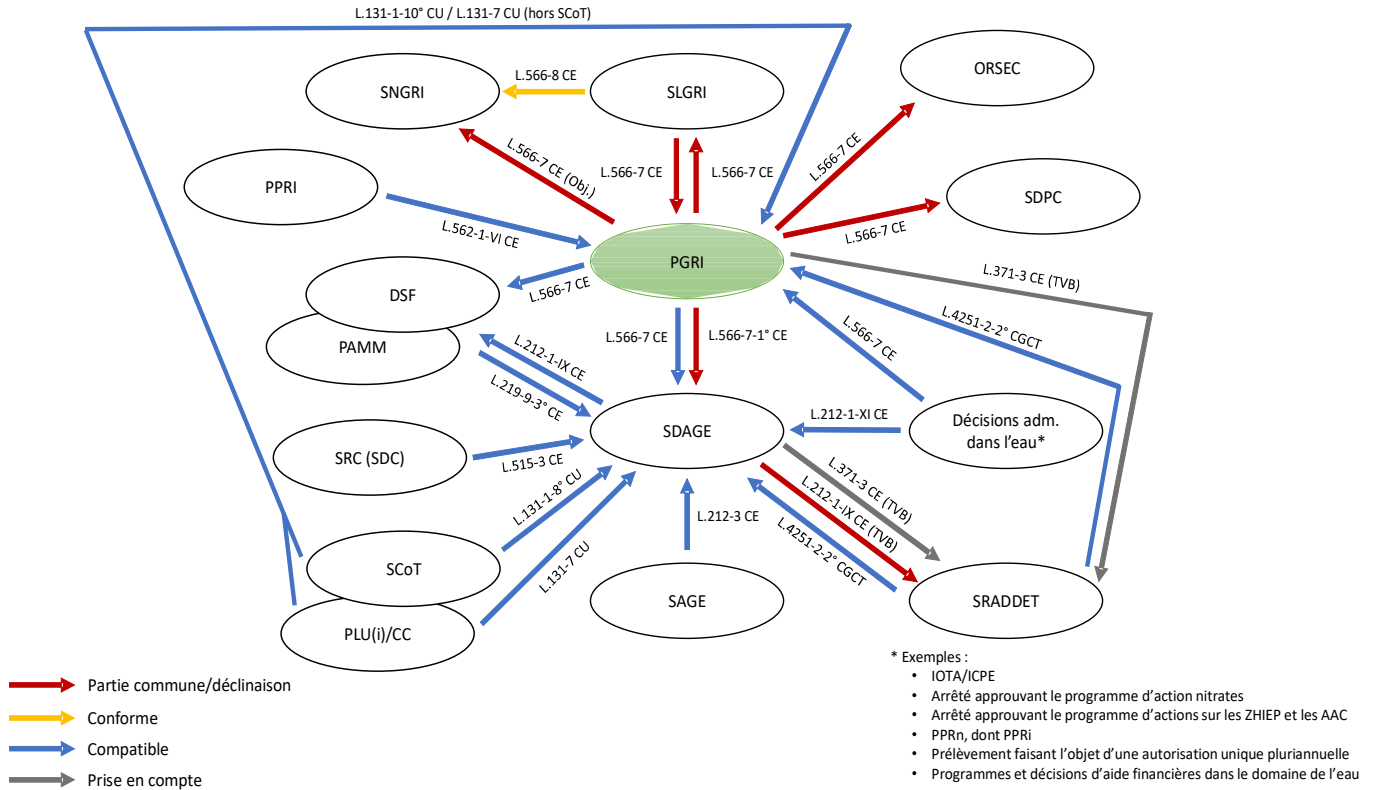 L.131-1-10° CU / L.131-7 CU (hors SCoT)
ORSEC
L.566-8 CE
SNGRI
SLGRI
L.566-7 CE (Obj.)
L.566-7 CE
L.566-7 CE
L.566-7 CE
PPRI
SDPC
L.562-1-VI CE
L.566-7 CE
PGRI
L.371-3 CE (TVB)
DSF
L.566-7 CE
L.4251-2-2° CGCT
PAMM
L.212-1-IX CE
L.566-7 CE
L.566-7-1° CE
L.566-7 CE
L.219-9-3° CE
SDAGE
L.212-1-XI CE
Décisions adm.
dans l'eau*
SRC (SDC)
L.515-3 CE
L.131-1-8° CU
L.371-3 CE (TVB)
L.212-1-IX CE (TVB)
L.212-3 CE
L.4251-2-2° CGCT
L.131-7 CU
SCoT
SAGE
SRADDET
PLU(i)/CC
* Exemples :
• IOTA/ICPE
• Arrêté approuvant le programme d'action nitrates
• Arrêté approuvant le programme d'actions sur les ZHIEP et les AAC
• PPRn, dont PPRi
• Prélèvement faisant l'objet d'une autorisation unique pluriannuelle
• Programmes et décisions d'aide financières dans le domaine de l'eau
Partie commune/déclinaison
Conforme
Compatible
Prise en compte